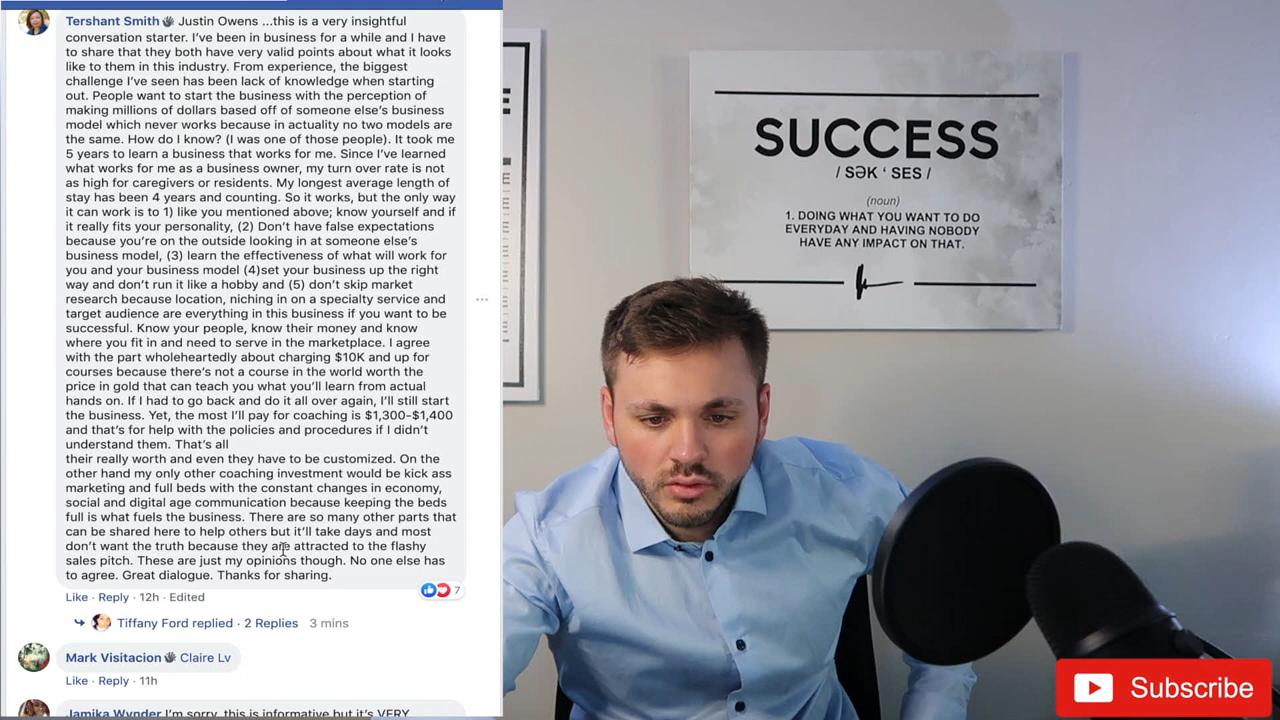 Tershant Smith Justin Owens ...this is a very insightful
conversation starter. I've been in business for a while and I have
to share that they both have very valid points about what it looks
like to them in this industry. From experience, the biggest
challenge I've seen has been lack of knowledge when starting
out. People want to start the business with the perception of
making millions of dollars based off of someone else's business
model which never works because in actuality no two models are
the same. How do I know? (I was one of those people). It took me
5 years to learn a business that works for me. Since I've learned
what works for me as a business owner, my turn over rate is not
as high for caregivers or residents. My longest average length of
stay has been 4 years and counting. So it works, but the only way
it can work is to 1) like you mentioned above; know yourself and if
it really fits your personality, (2) Don't have false expectations
because you're on the outside looking in at someone else's
business model, (3) learn the effectiveness of what will work for
you and your business model (4)set your business up the right
way and don't run it like a hobby and (5) don't skip market
research because location, niching in on a specialty service and
target audience are everything in this business if you want to be
successful. Know your people, know their money and know
where you fit in and need to serve in the marketplace. I agree
with the part wholeheartedly about charging $10K and up for
courses because there's not a course in the world worth the
price in gold that can teach you what you'll learn from actual
hands on. If I had to go back and do it all over again, I'll still start
the business. Yet, the most I'll pay for coaching is $1,300-$1,400
and that's for help with the policies and procedures if I didn't
understand them. That's all
their really worth and even they have to be customized. On the
other hand my only other coaching investment would be kick ass
marketing and full beds with the constant changes in economy,
social and digital age communication because keeping the beds
full is what fuels the business. There are so many other parts that
can be shared here to help others but it'll take days and most
don't want the truth because they are attracted to the flashy
sales pitch. These are just my opinions though. No one else has
to agree. Great dialogue. Thanks for sharing.
7
Like · Reply · 12h · Edited
Tiffany Ford replied · 2 Replies 3 mins
Mark Visitacion Claire Lv
Like · Reply · 11h
Jamika Wynder I'm sorry, this is informative but it's VERY
SUCCESS
/ SƏK ' SES /
(noun)
1. DOING WHAT YOU WANT TO DO
EVERYDAY AND HAVING NOBODY
HAVE ANY IMPACT ON THAT.
Subscribe